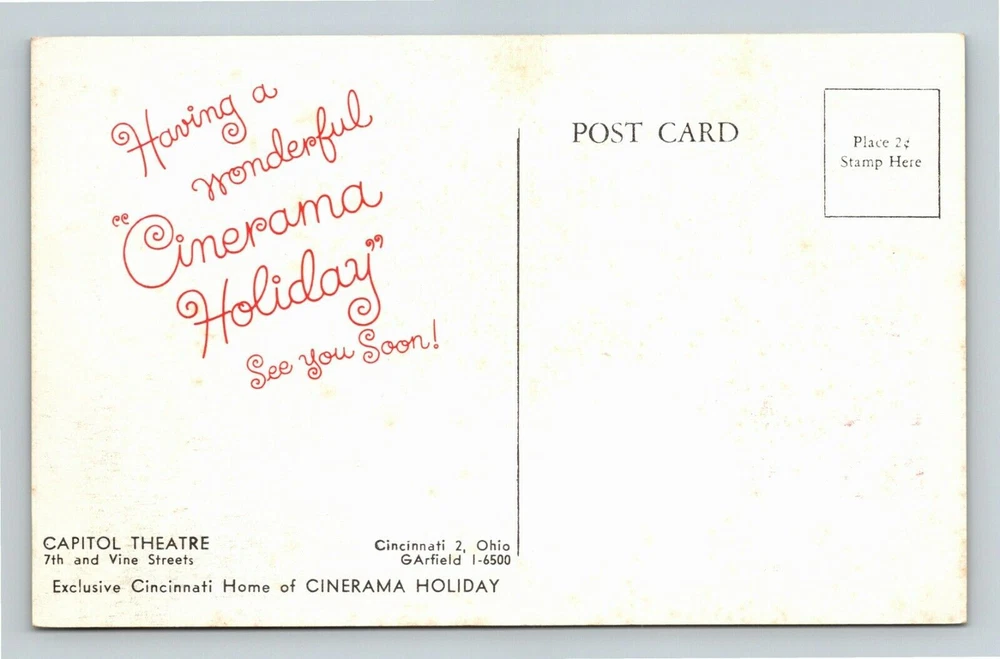 Having a
wonderful
"Cinerama
Holiday"
See you Soon!
POST CARD
Place 2¢
Stamp Here
CAPITOL THEATRE
7th and Vine Streets
Cincinnati 2, Ohio
GArfield 1-6500
Exclusive Cincinnati Home of CINERAMA HOLIDAY